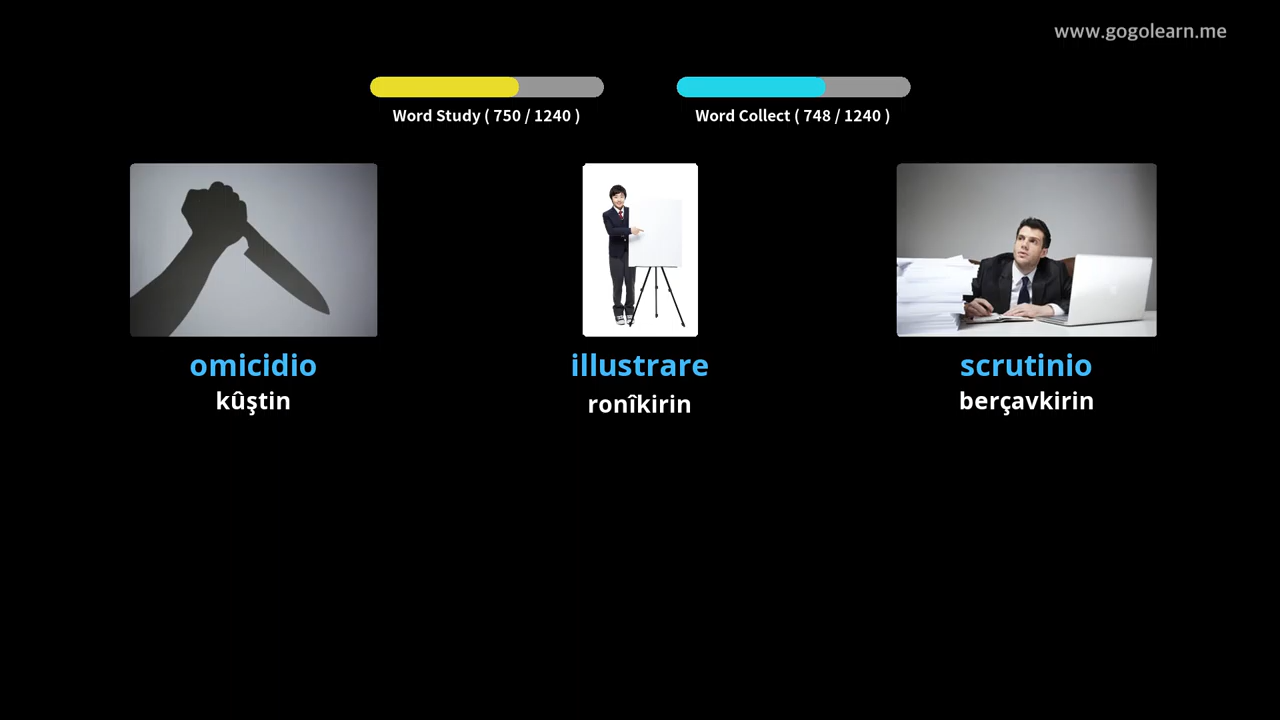 www.gogolearn.me
Word Study ( 750 / 1240 )
Word Collect ( 748 / 1240 )
omicidio
kûştin
illustrare
ronîkirin
scrutinio
berçavkirin